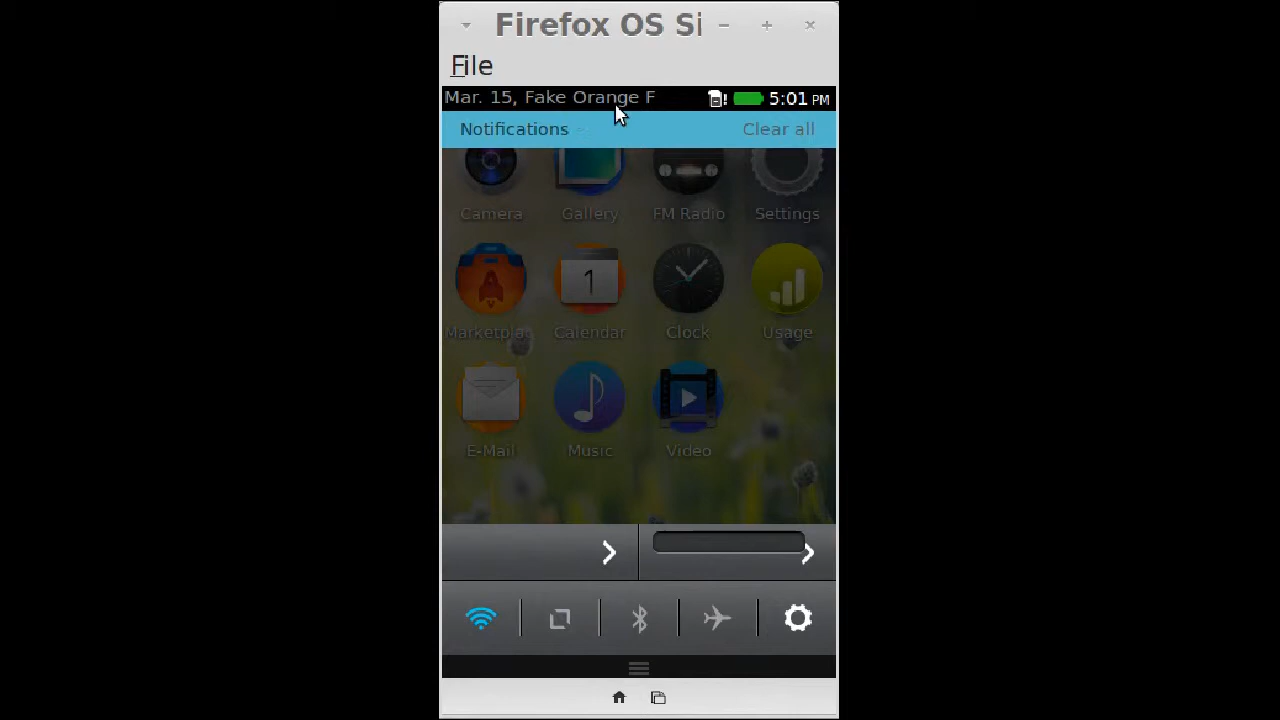 Firefox OS Si
File
Mar. 15, Fake Orange F 5:01 PM
Notifications Clear all
Camera Gallery FM Radio Settings
1
Marketplac Calendar Clock Usage
E-Mail Music Video